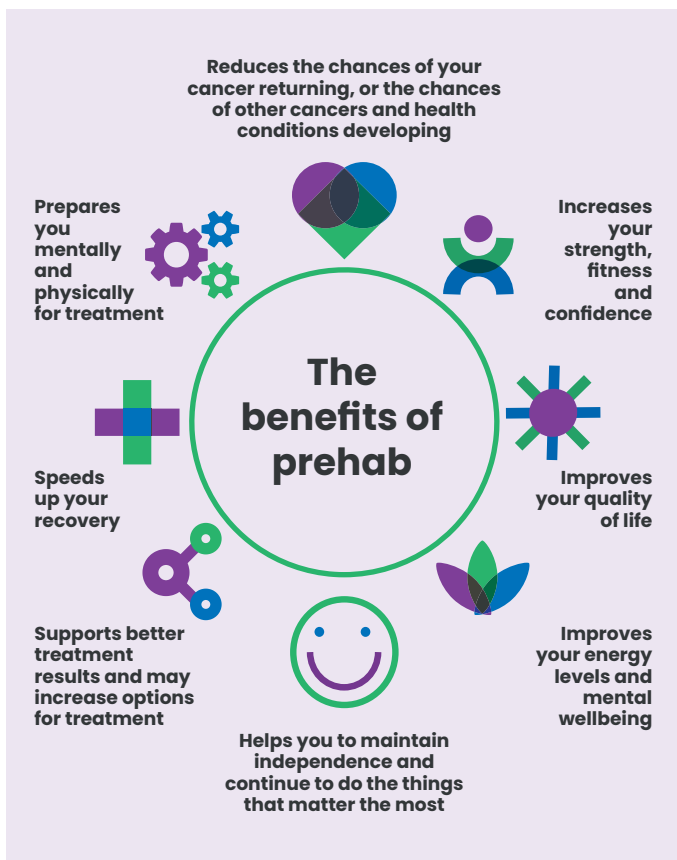 Reduces the chances of your
cancer returning, or the chances
of other cancers and health
conditions developing
Prepares
you
mentally
and
physically
for treatment
Increases
your
strength,
fitness
and
confidence
The
benefits of
prehab
Speeds
up your
recovery
Improves
your quality
of life
Supports better
treatment
results and may
increase options
for treatment
Improves
your energy
levels and
mental
wellbeing
Helps you to maintain
independence and
continue to do the things
that matter the most